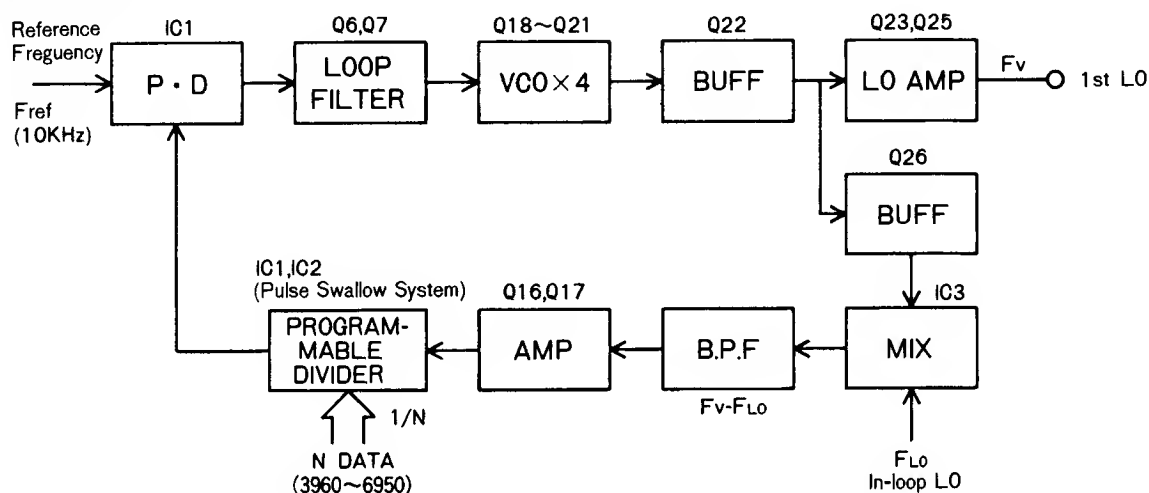 Reference
Freguency
Fref
(10KHz)
IC1
P・D
Q6,Q7
LOOP
FILTER
Q18~Q21
VCO×4
Q22
BUFF
Q23,Q25
LO AMP
Fv
1st LO
Q26
BUFF
IC3
MIX
FLO
In-loop LO
B.P.F
Fv-FLO
Q16,Q17
AMP
IC1,IC2
(Pulse Swallow System)
PROGRAM-
MABLE
DIVIDER
1/N
N DATA
(3960~6950)